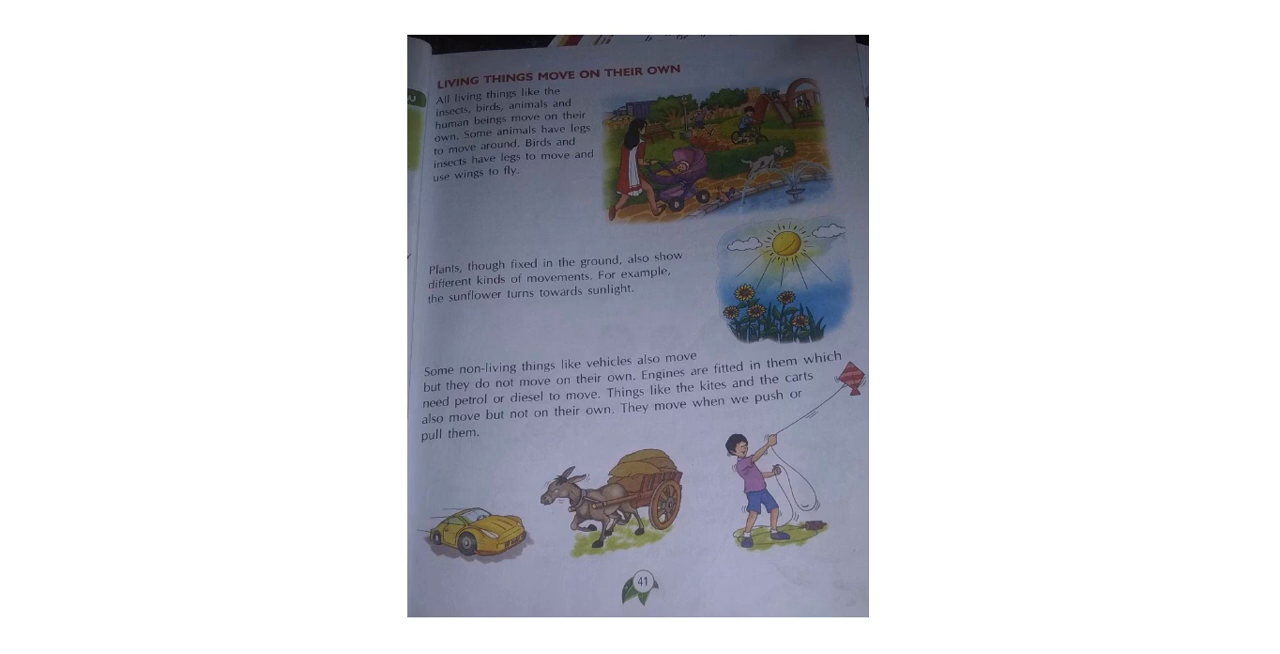 LIVING THINGS MOVE ON THEIR OWN
All living things like the
insects, birds, animals and
human beings move on their
own. Some animals have legs
to move around. Birds and
insects have legs to move and
use wings to fly.
Plants, though fixed in the ground, also show
different kinds of movements. For example,
the sunflower turns towards sunlight.
Some non-living things like vehicles also move
but they do not move on their own. Engines are fitted in them which
need petrol or diesel to move. Things like the kites and the carts
also move but not on their own. They move when we push or
pull them.
41